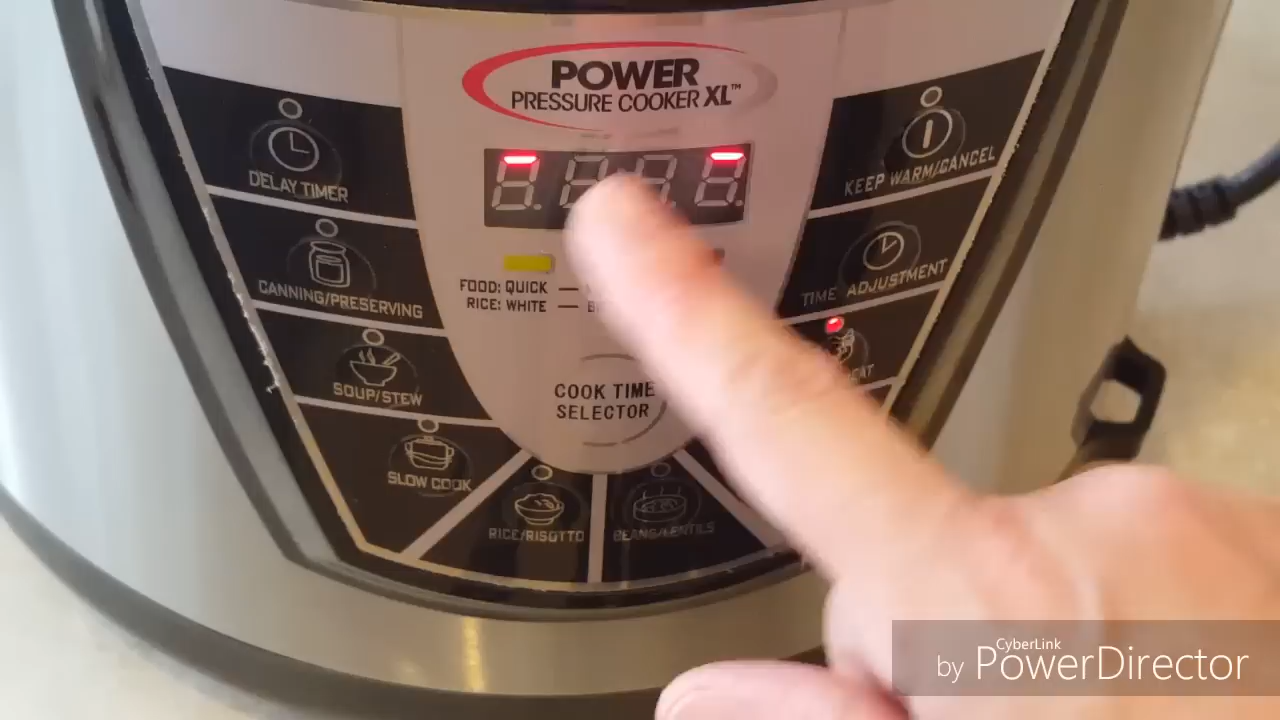 POWER
PRESSURE COOKER XL™
DELAY TIMER
KEEP WARM/CANCEL
CANNING/PRESERVING
TIME ADJUSTMENT
FOOD: QUICK —
RICE: WHITE —
SOUP/STEW
COOK TIME
SELECTOR
SLOW COOK
RICE/RISOTTO
BEANS/LENTILS
CyberLink
by PowerDirector